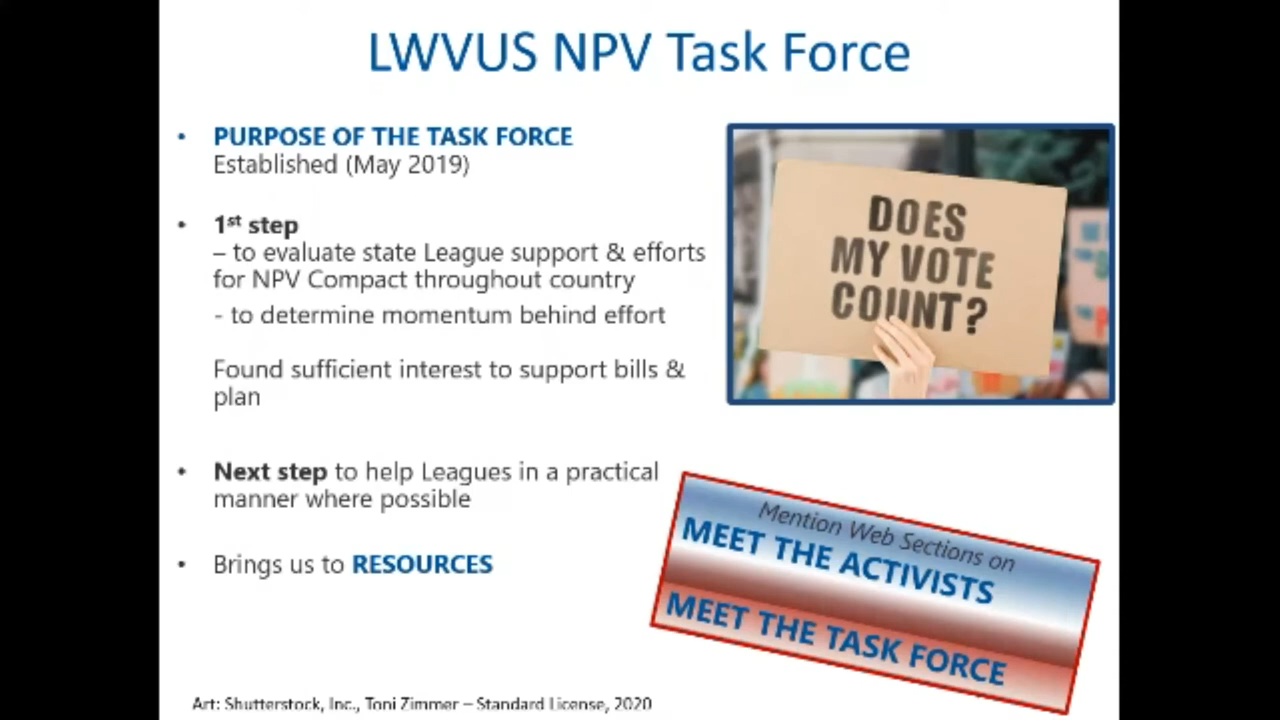 LWVUS NPV Task Force
• PURPOSE OF THE TASK FORCE
Established (May 2019)
• 1st step
– to evaluate state League support & efforts
for NPV Compact throughout country
- to determine momentum behind effort
Found sufficient interest to support bills &
plan
• Next step to help Leagues in a practical
manner where possible
• Brings us to RESOURCES
DOES
MY VOTE
COUNT?
Mention Web Sections on
MEET THE ACTIVISTS
MEET THE TASK FORCE
Art: Shutterstock, Inc., Toni Zimmer – Standard License, 2020